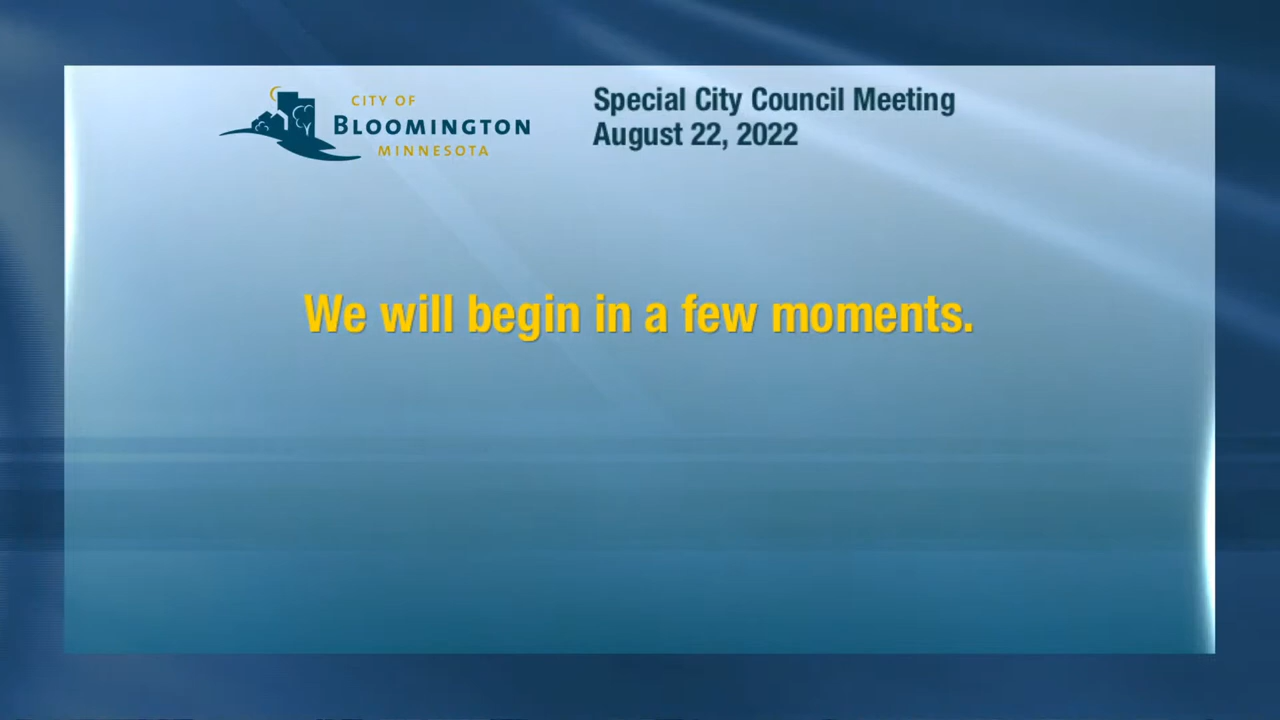 CITY OF
BLOOMINGTON
MINNESOTA
Special City Council Meeting
August 22, 2022
We will begin in a few moments.